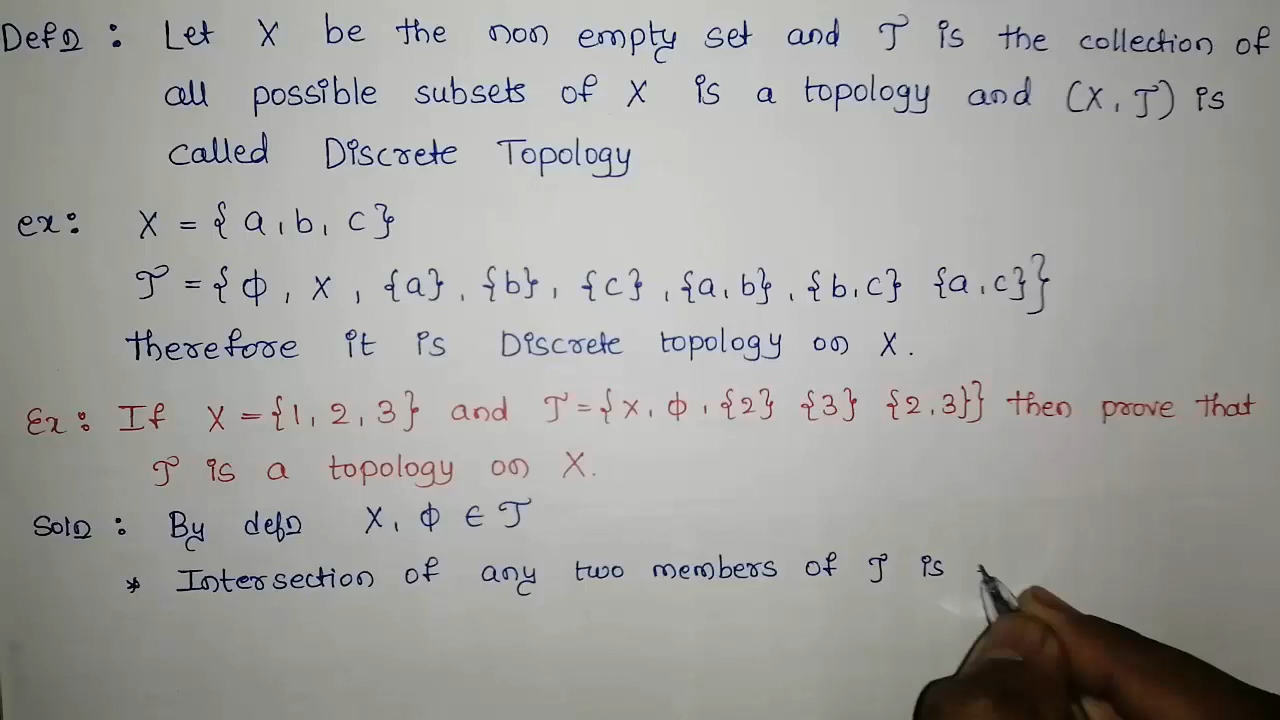 Defn : Let X be the non empty set and 𝒯 is the collection of
all possible subsets of X is a topology and (X, 𝒯) is
called Discrete Topology
ex: X = {a, b, c}
𝒯 = {ϕ, X, {a}, {b}, {c}, {a, b}, {b, c} {a, c}}
therefore it is Discrete topology on X.
Ex: If X = {1, 2, 3} and 𝒯 = {X, ϕ, {2} {3} {2, 3}} then prove that
𝒯 is a topology on X.
Soln : By defn X, ϕ ∈ 𝒯
* Intersection of any two members of 𝒯 is